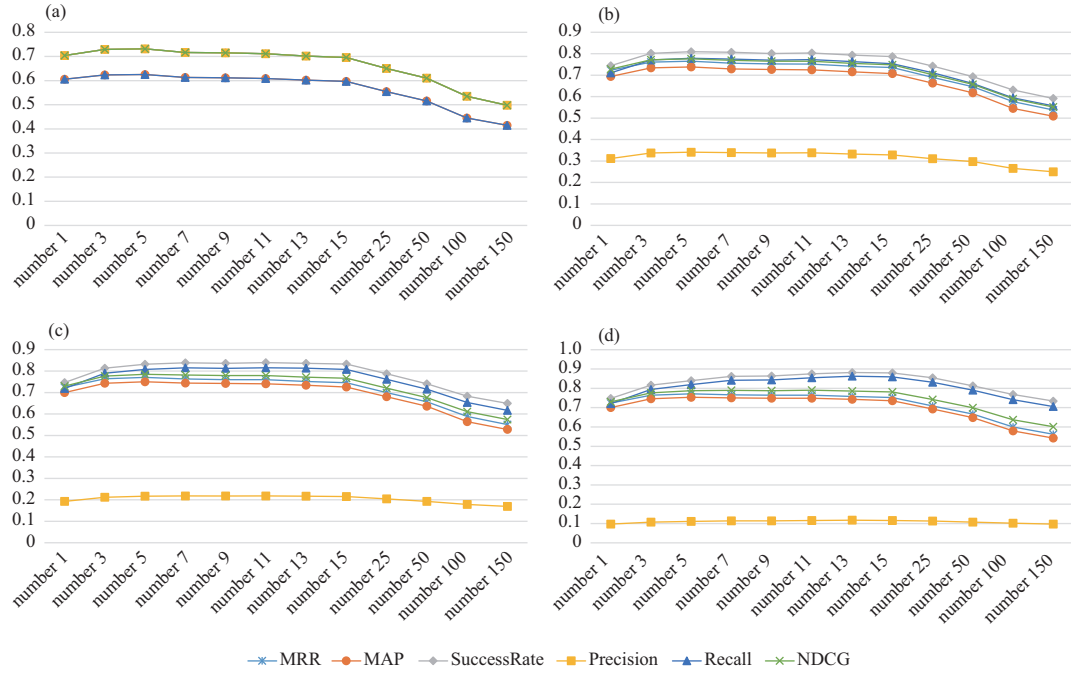 (a)
0.8
0.7
0.6
0.5
0.4
0.3
0.2
0.1
0
number 1
number 3
number 5
number 7
number 9
number 11
number 13
number 15
number 25
number 50
number 100
number 150
(b)
0.9
0.8
0.7
0.6
0.5
0.4
0.3
0.2
0.1
0
number 1
number 3
number 5
number 7
number 9
number 11
number 13
number 15
number 25
number 50
number 100
number 150
(c)
0.9
0.8
0.7
0.6
0.5
0.4
0.3
0.2
0.1
0
number 1
number 3
number 5
number 7
number 9
number 11
number 13
number 15
number 25
number 50
number 100
number 150
(d)
1.0
0.9
0.8
0.7
0.6
0.5
0.4
0.3
0.2
0.1
0
number 1
number 3
number 5
number 7
number 9
number 11
number 13
number 15
number 25
number 50
number 100
number 150
MRR MAP SuccessRate Precision Recall NDCG